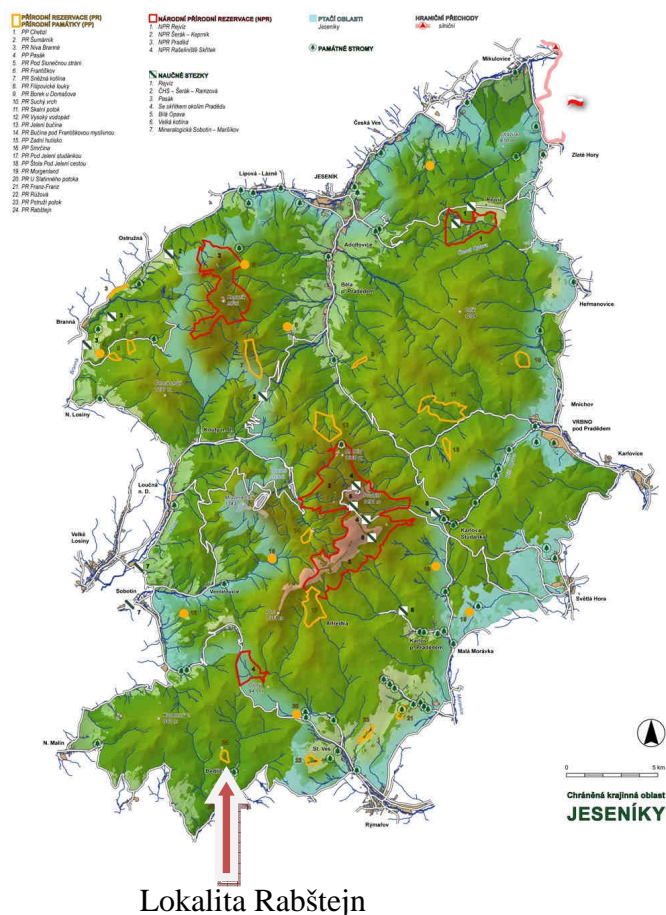 PŘÍRODNÍ REZERVACE (PR)
PŘÍRODNÍ PAMÁTKY (PP)
1. PP Chebzí
2. PR Šumárník
3. PR Niva Branné
4. PP Pasák
5. PR Pod Slunečnou strání
6. PR Františkov
7. PR Sněžná kotlina
8. PR Filipovické louky
9. PR Borek u Domašova
10. PR Suchý vrch
11. PR Skalní potok
12. PR Vysoký vodopád
13. PR Jelení bučina
14. PR Bučina pod Františkovou myslivnou
15. PP Zadní hutisko
16. PP Smrčina
17. PR Pod Jelení studánkou
18. PP Štola Pod Jelení cestou
19. PR Morgenland
20. PR U Slatinného potoka
21. PR Franz-Franz
22. PR Růžová
23. PR Pstruží potok
24. PR Rabštejn
NÁRODNÍ PŘÍRODNÍ REZERVACE (NPR)
1. NPR Rejvíz
2. NPR Šerák - Keprník
3. NPR Praděd
4. NPR Rašeliniště Skřítek
NAUČNÉ STEZKY
1. Rejvíz
2. ČHS – Šerák – Ramzová
3. Pasák
4. Se skřítkem okolím Pradědu
5. Bílá Opava
6. Velká kotlina
7. Mineralogická Sobotín – Maršíkov
PTAČÍ OBLASTI
Jeseníky
PAMÁTNÉ STROMY
HRANIČNÍ PŘECHODY
silniční
Mikulovice
Česká Ves
Zlaté Hory
Lipová - Lázně
JESENÍK
Rejvíz
Ostružná
Adolfovice
Bělá
p. Pradědem
Heřmanovice
Branná
N. Losiny
Mnichov
VRBNO
pod Pradědem
Kouty n. D.
Karlovice
Loučná
n. D.
Velké
Losiny
Karlova
Studánka
Sobotín
Vernířovice
Světlá Hora
Alfrédka
Karlov
p. Pradědem
Malá Morávka
N. Malín
St. Ves
Rýmařov
0
5 km
Chráněná krajinná oblast
JESENÍKY
Lokalita Rabštejn